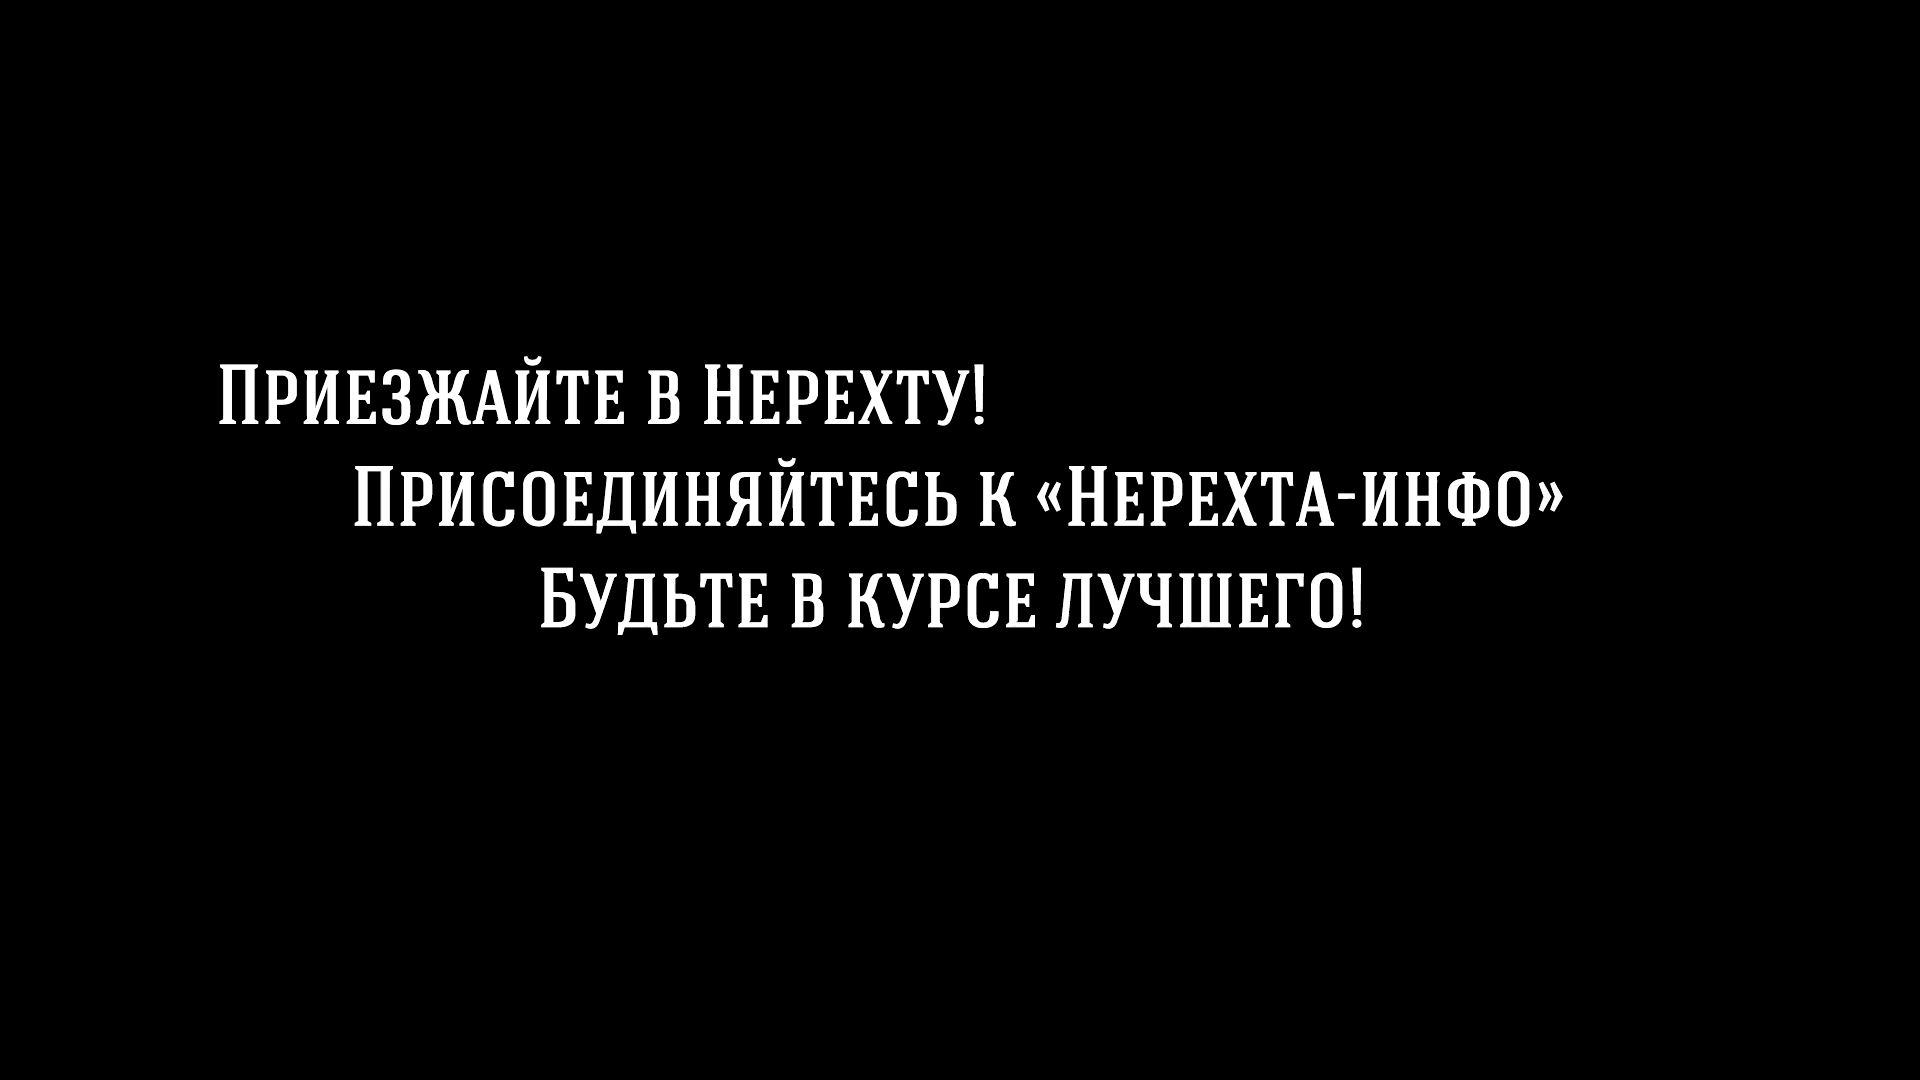 Приезжайте в Нерехту!
Присоединяйтесь к «Нерехта-инфо»
Будьте в курсе лучшего!